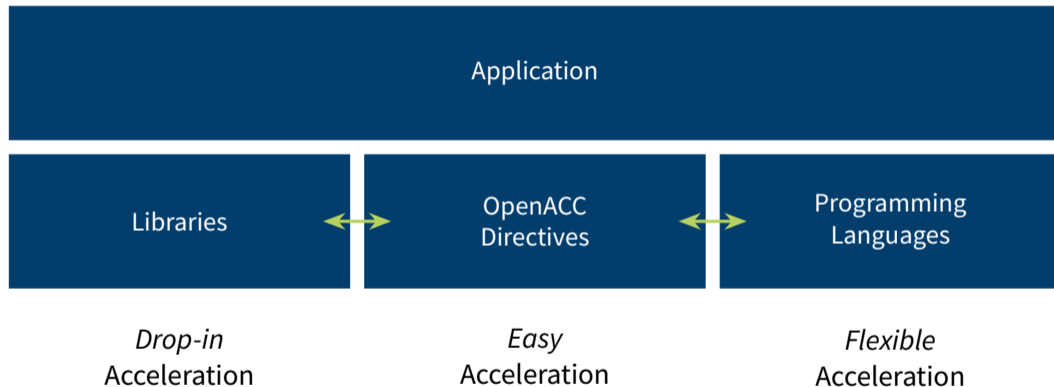 Application
Libraries
OpenACC
Directives
Programming
Languages
Drop-in
Acceleration
Easy
Acceleration
Flexible
Acceleration